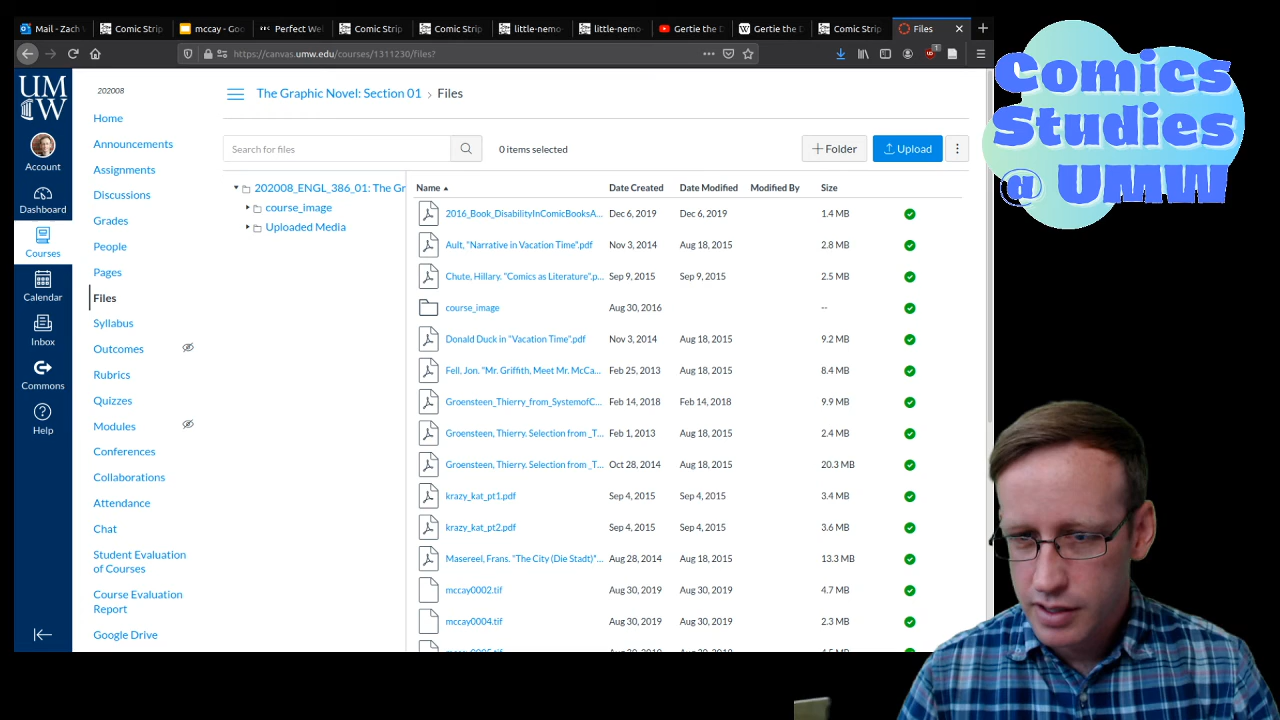 Mail - Zach W
Comic Strip
mccay - Goo
Perfect Wel
Comic Strip
Comic Strip
little-nemo
little-nemo
Gertie the D
Gertie the D
Comic Strip
Files
https://canvas.umw.edu/courses/1311230/files?
1
Comics
Studies
@ UMW
UM
W
Account
Dashboard
Courses
Calendar
Inbox
Commons
Help
202008
Home
Announcements
Assignments
Discussions
Grades
People
Pages
Files
Syllabus
Outcomes
Rubrics
Quizzes
Modules
Conferences
Collaborations
Attendance
Chat
Student Evaluation
of Courses
Course Evaluation
Report
Google Drive
The Graphic Novel: Section 01 › Files
Search for files
0 items selected
+ Folder
Upload
202008_ENGL_386_01: The Gr
course_image
Uploaded Media
Name Date Created Date Modified Modified By Size
2016_Book_DisabilityInComicBooksA... Dec 6, 2019 Dec 6, 2019 1.4 MB
Ault, "Narrative in Vacation Time".pdf Nov 3, 2014 Aug 18, 2015 2.8 MB
Chute, Hillary. "Comics as Literature".p... Sep 9, 2015 Sep 9, 2015 2.5 MB
course_image Aug 30, 2016 --
Donald Duck in "Vacation Time".pdf Nov 3, 2014 Aug 18, 2015 9.2 MB
Fell, Jon. "Mr. Griffith, Meet Mr. McCa... Feb 25, 2013 Aug 18, 2015 8.4 MB
Groensteen_Thierry_from_SystemofC... Feb 14, 2018 Feb 14, 2018 9.9 MB
Groensteen, Thierry. Selection from _T... Feb 1, 2013 Aug 18, 2015 2.4 MB
Groensteen, Thierry. Selection from _T... Oct 28, 2014 Aug 18, 2015 20.3 MB
krazy_kat_pt1.pdf Sep 4, 2015 Sep 4, 2015 3.4 MB
krazy_kat_pt2.pdf Sep 4, 2015 Sep 4, 2015 3.6 MB
Masereel, Frans. "The City (Die Stadt)"... Aug 28, 2014 Aug 18, 2015 13.3 MB
mccay0002.tif Aug 30, 2019 Aug 30, 2019 4.7 MB
mccay0004.tif Aug 30, 2019 Aug 30, 2019 2.3 MB